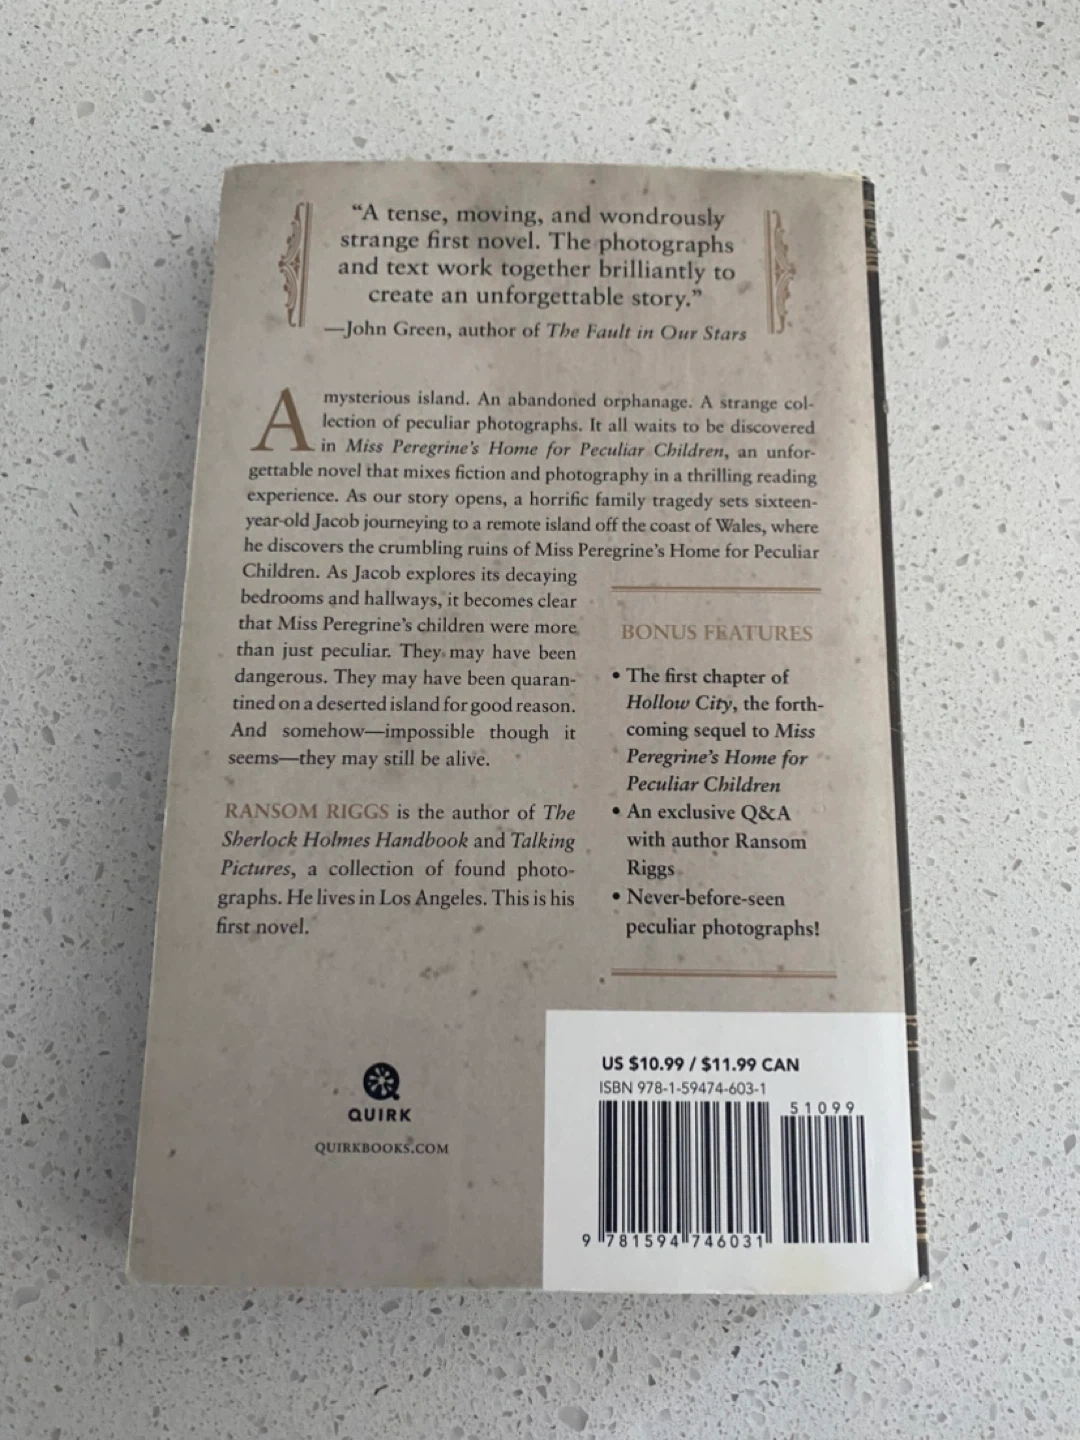 “A tense, moving, and wondrously
strange first novel. The photographs
and text work together brilliantly to
create an unforgettable story.”
—John Green, author of The Fault in Our Stars
A mysterious island. An abandoned orphanage. A strange col-
lection of peculiar photographs. It all waits to be discovered
in Miss Peregrine’s Home for Peculiar Children, an unfor-
gettable novel that mixes fiction and photography in a thrilling reading
experience. As our story opens, a horrific family tragedy sets sixteen-
year-old Jacob journeying to a remote island off the coast of Wales, where
he discovers the crumbling ruins of Miss Peregrine’s Home for Peculiar
Children. As Jacob explores its decaying
bedrooms and hallways, it becomes clear
that Miss Peregrine’s children were more
than just peculiar. They may have been
dangerous. They may have been quaran-
tined on a deserted island for good reason.
And somehow—impossible though it
seems—they may still be alive.
RANSOM RIGGS is the author of The
Sherlock Holmes Handbook and Talking
Pictures, a collection of found photo-
graphs. He lives in Los Angeles. This is his
first novel.
BONUS FEATURES
• The first chapter of
Hollow City, the forth-
coming sequel to Miss
Peregrine’s Home for
Peculiar Children
• An exclusive Q&A
with author Ransom
Riggs
• Never-before-seen
peculiar photographs!
QUIRK
QUIRKBOOKS.COM
US $10.99 / $11.99 CAN
ISBN 978-1-59474-603-1
51099
9 781594 746031